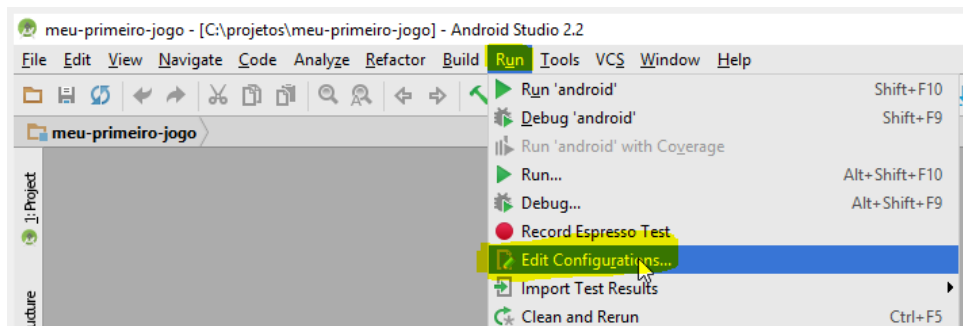 meu-primeiro-jogo - [C:\projetos\meu-primeiro-jogo] - Android Studio 2.2
File Edit View Navigate Code Analyze Refactor Build Run Tools VCS Window Help
Run 'android' Shift+F10
meu-primeiro-jogo
Debug 'android' Shift+F9
Run 'android' with Coverage
Run... Alt+Shift+F10
1: Project
Debug... Alt+Shift+F9
Record Espresso Test
Edit Configurations...
Import Test Results
Clean and Rerun Ctrl+F5